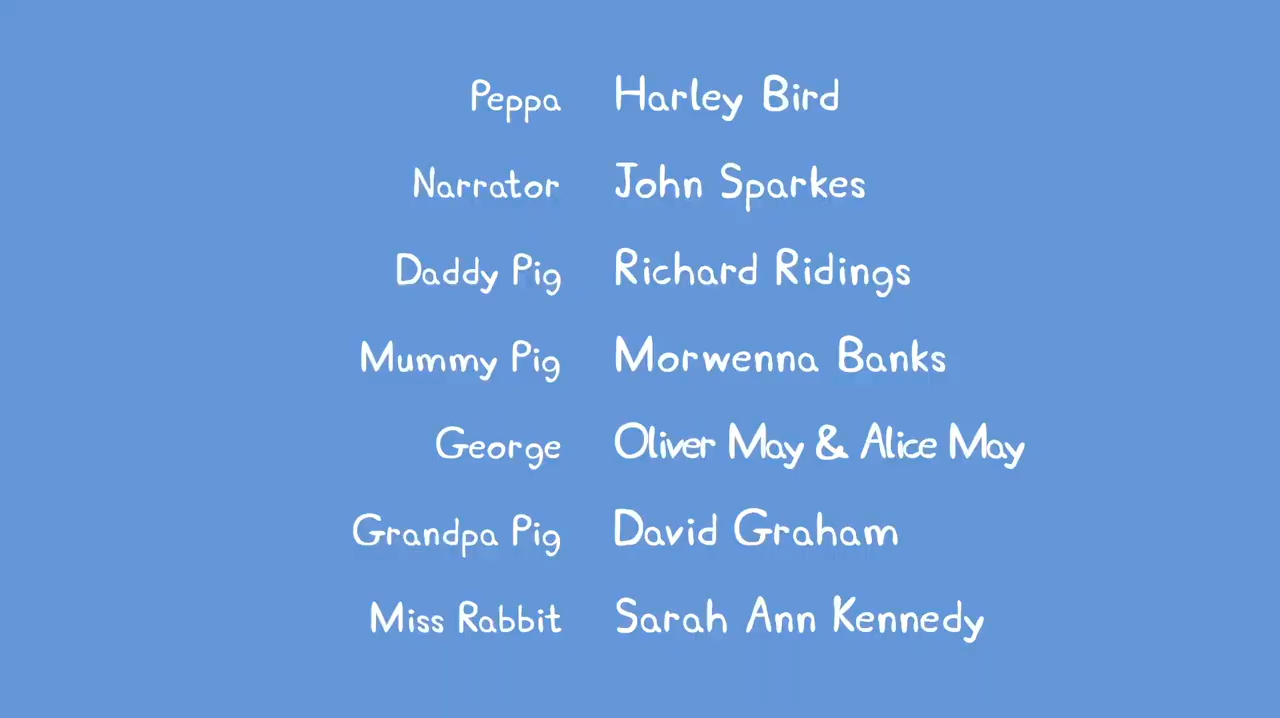 Peppa Harley Bird
Narrator John Sparkes
Daddy Pig Richard Ridings
Mummy Pig Morwenna Banks
George Oliver May & Alice May
Grandpa Pig David Graham
Miss Rabbit Sarah Ann Kennedy